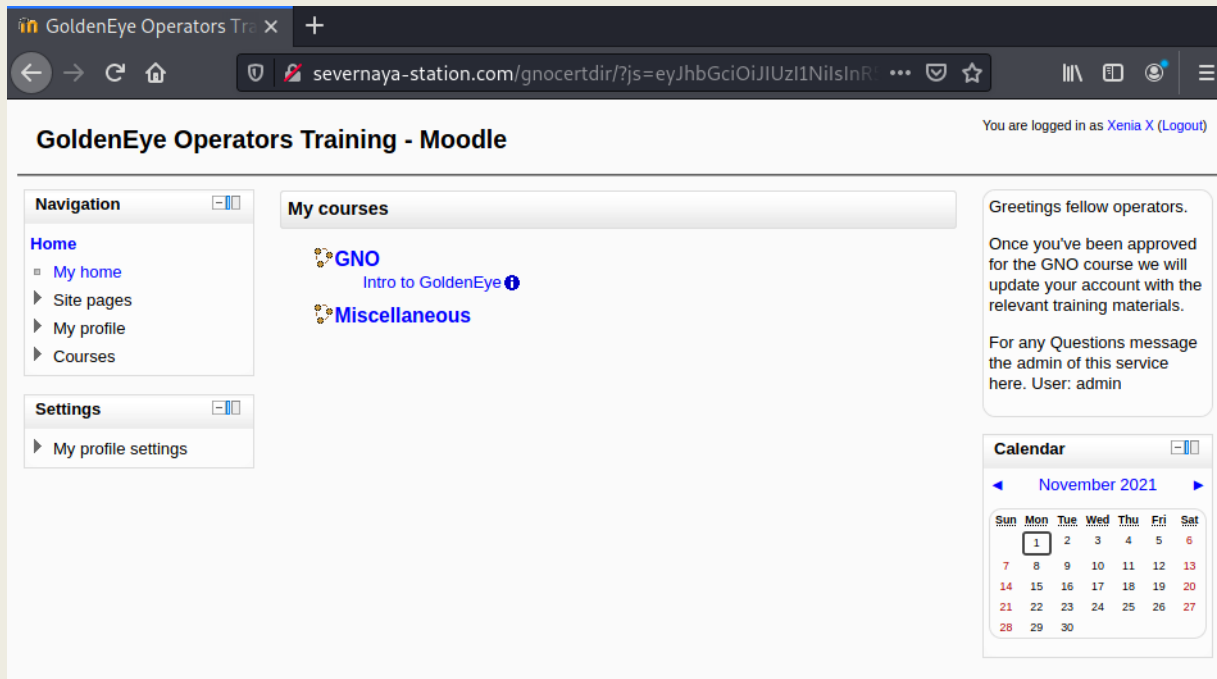 GoldenEye Operators Tra
severnaya-station.com/gnocertdir/?js=eyJhbGciOiJIUzI1NiIsInR5
GoldenEye Operators Training - Moodle
You are logged in as Xenia X (Logout)
Navigation
Home
My home
Site pages
My profile
Courses
Settings
My profile settings
My courses
GNO
Intro to GoldenEye
Miscellaneous
Greetings fellow operators.
Once you've been approved
for the GNO course we will
update your account with the
relevant training materials.
For any Questions message
the admin of this service
here. User: admin
Calendar
November 2021
Sun Mon Tue Wed Thu Fri Sat
1 2 3 4 5 6
7 8 9 10 11 12 13
14 15 16 17 18 19 20
21 22 23 24 25 26 27
28 29 30